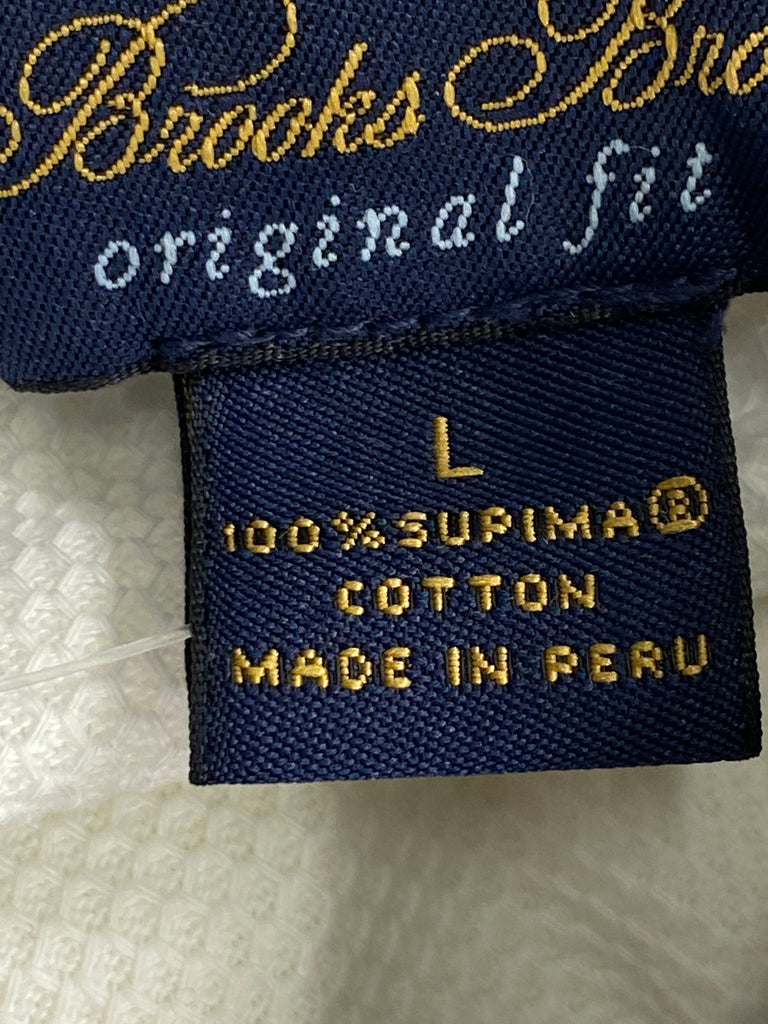 Brooks Bro
original fit
L
100% SUPIMA®
COTTON
MADE IN PERU